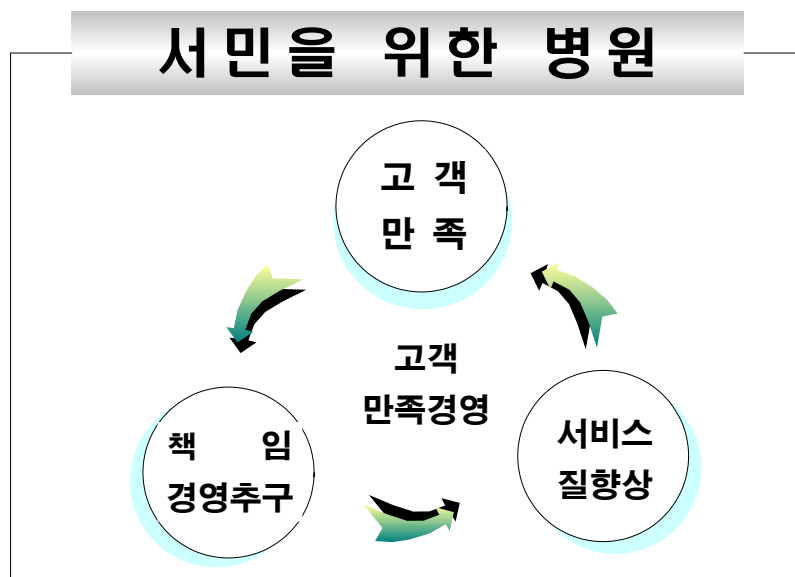 서민을 위한 병원
고 객
만 족
고객
만족경영
책 임
경영추구
서비스
질향상